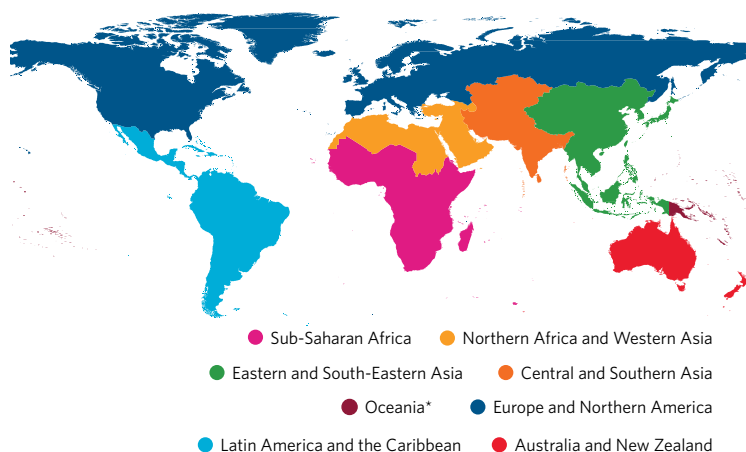 Sub-Saharan Africa Northern Africa and Western Asia
Eastern and South-Eastern Asia Central and Southern Asia
Oceania* Europe and Northern America
Latin America and the Caribbean Australia and New Zealand